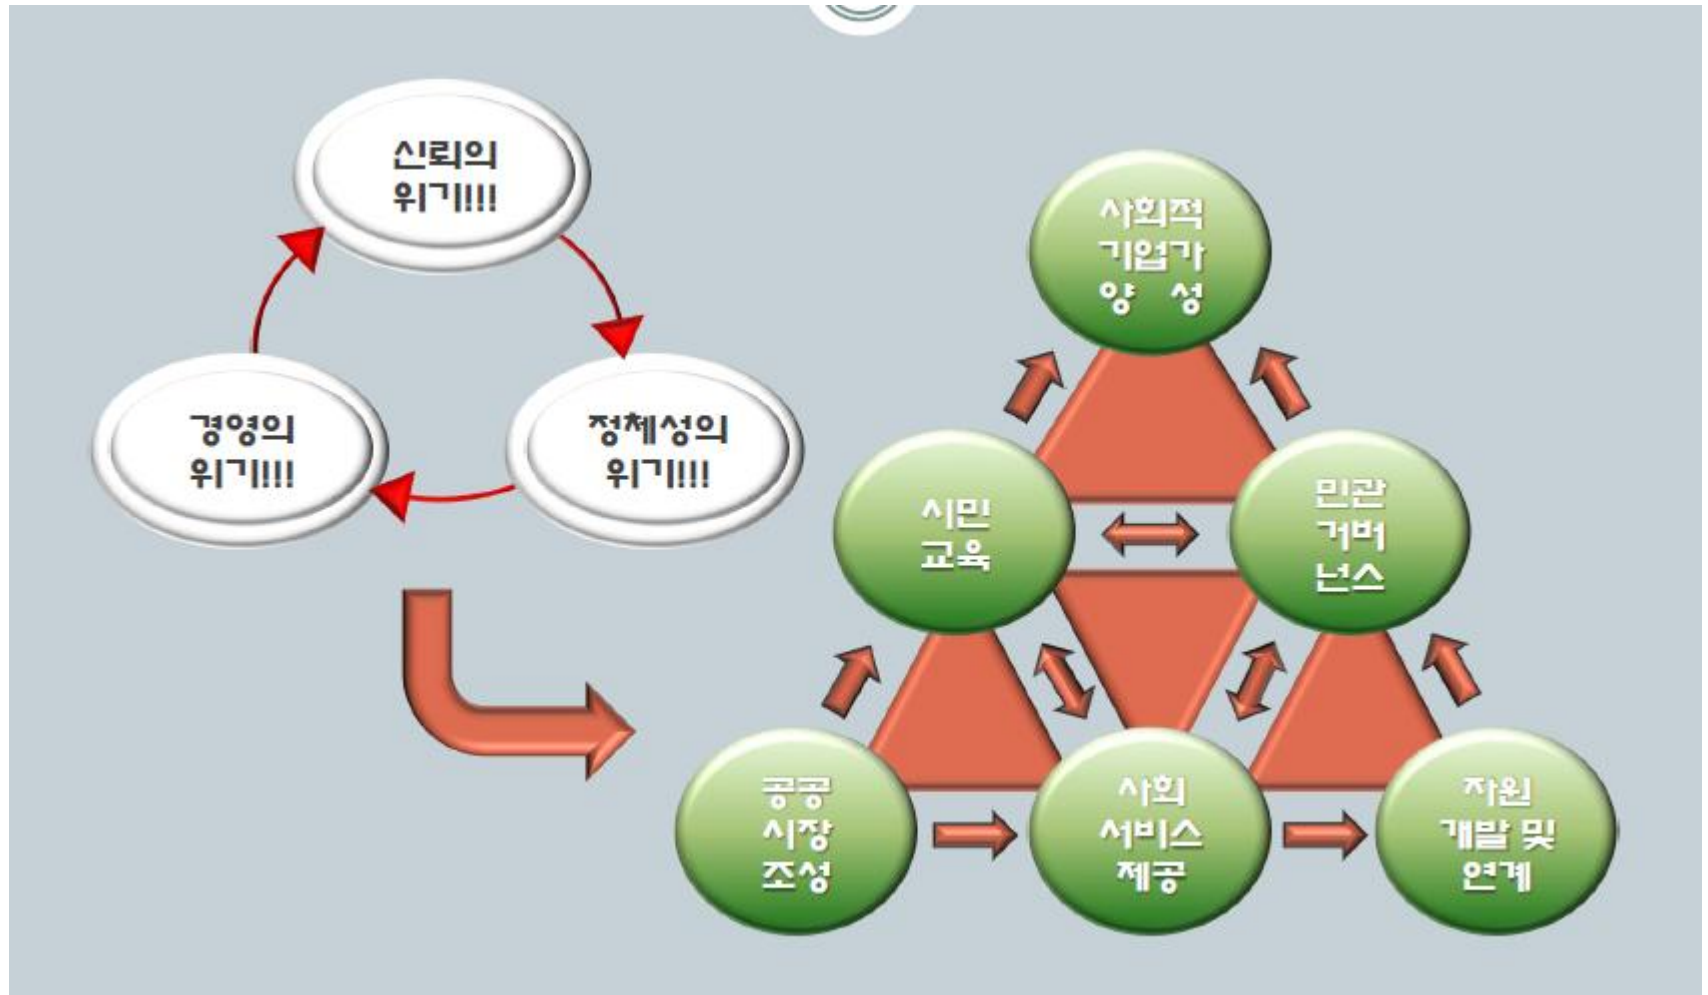 신뢰의
위기!!!
경영의
위기!!!
정체성의
위기!!!
사회적
기업가
양 성
시민
교육
민관
거버
넌스
공공
시장
조성
사회
서비스
제공
자원
개발 및
연계